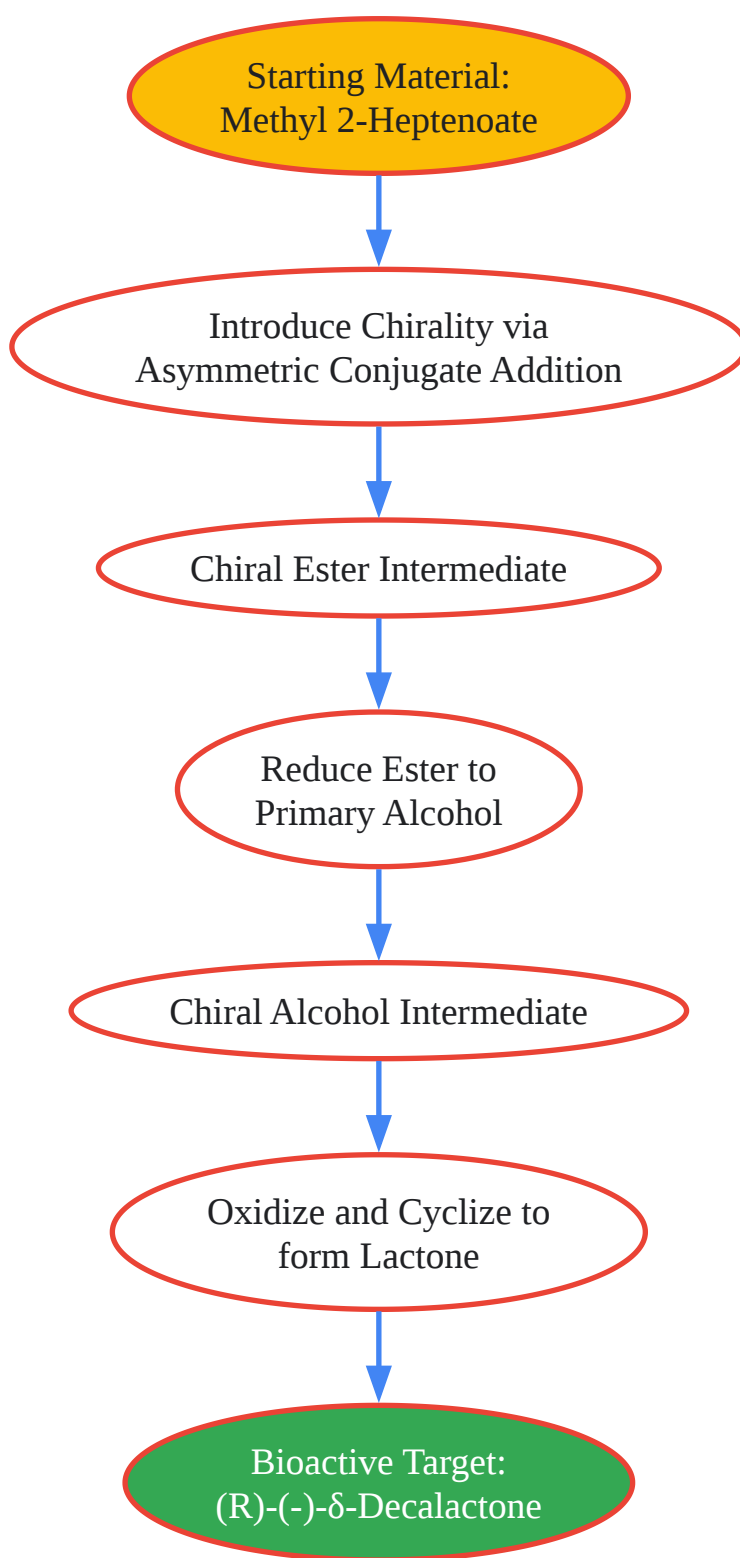 Starting Material:
Methyl 2-Heptenoate
Introduce Chirality via
Asymmetric Conjugate Addition
Chiral Ester Intermediate
Reduce Ester to
Primary Alcohol
Chiral Alcohol Intermediate
Oxidize and Cyclize to
form Lactone
Bioactive Target:
(R)-(-)-δ-Decalactone